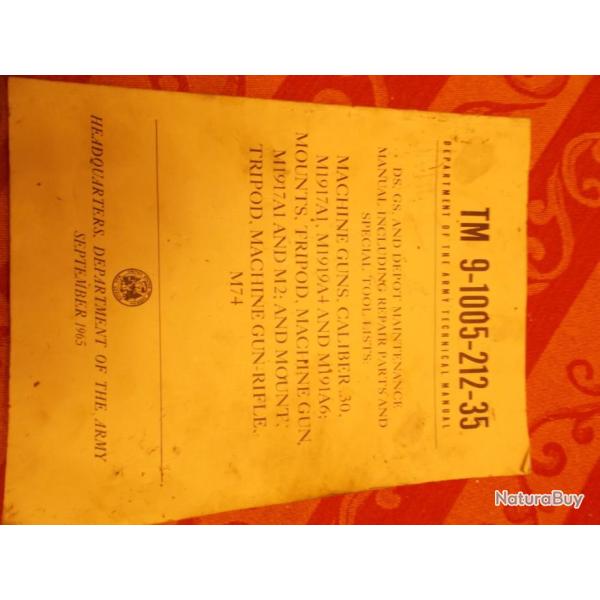 TM 9-1005-212-35
DEPARTMENT OF THE ARMY TECHNICAL MANUAL
DS, GS, AND DEPOT MAINTENANCE
MANUAL INCLUDING REPAIR PARTS AND
SPECIAL TOOL LISTS:
MACHINE GUNS, CALIBER .30,
M1917A1, M1919A4 AND M191A6;
MOUNTS, TRIPOD, MACHINE GUN,
M1917A1 AND M2; AND MOUNT,
TRIPOD, MACHINE GUN-RIFLE,
M74
HEADQUARTERS, DEPARTMENT OF THE ARMY
SEPTEMBER 1965
NaturaBuy